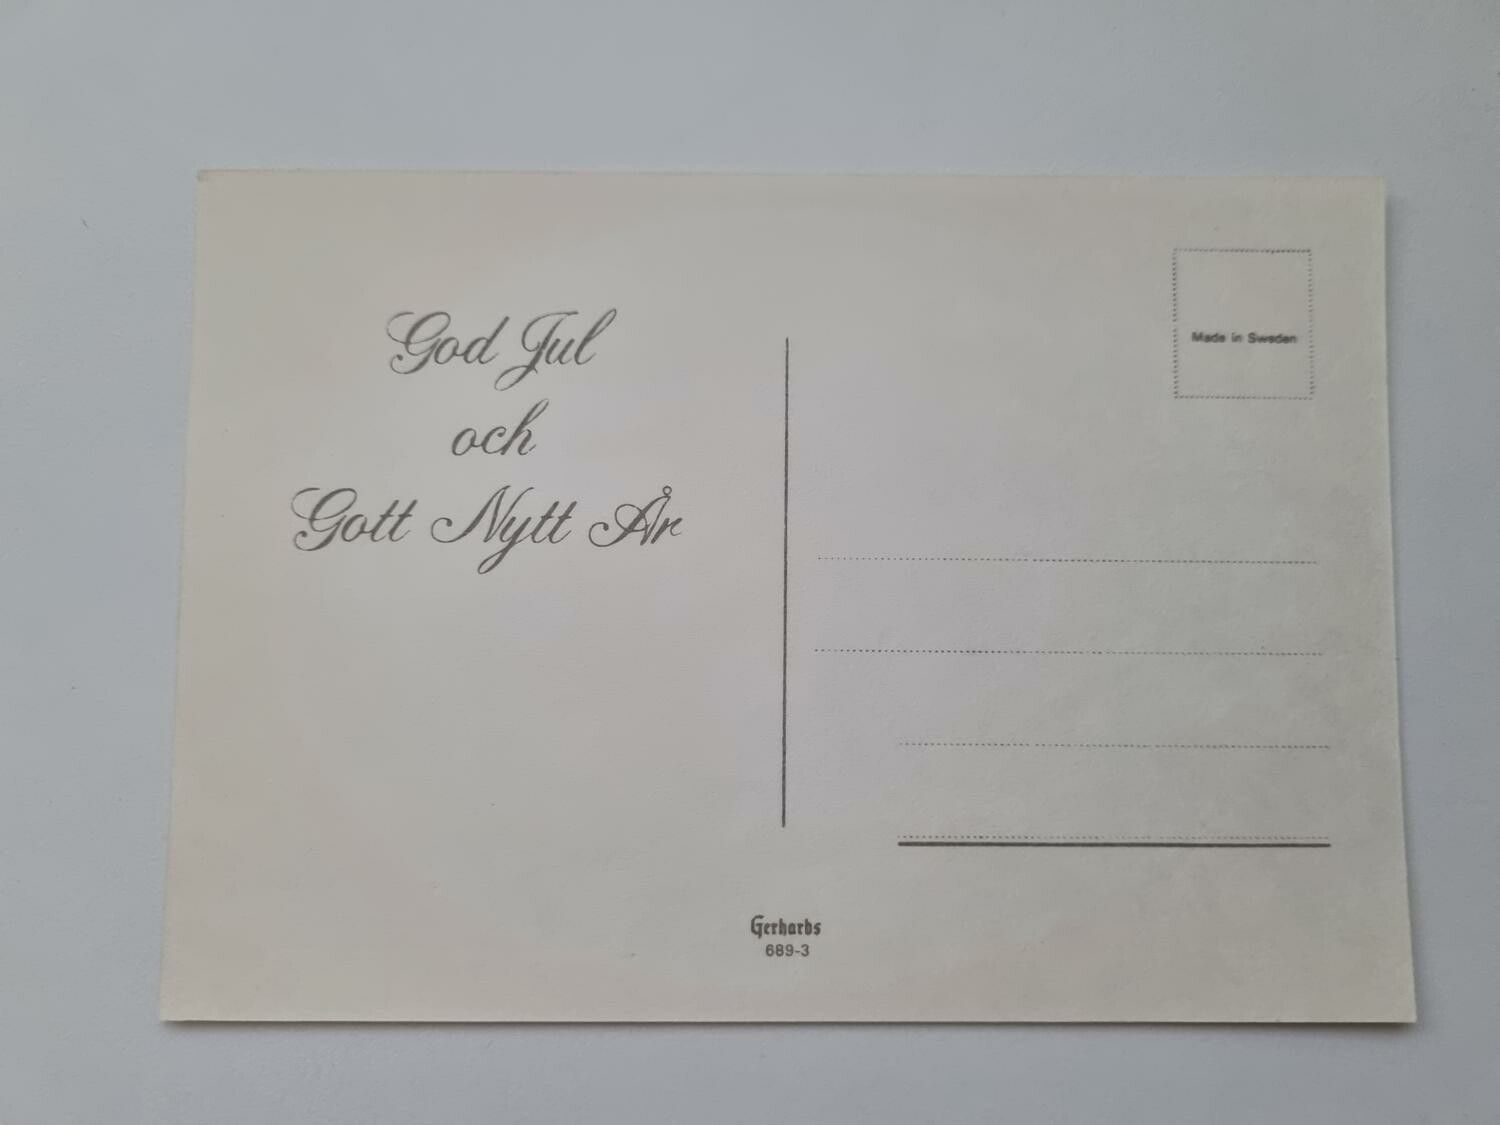 God Jul
och
Gott Nytt År
Made in Sweden
Gerhards
689-3